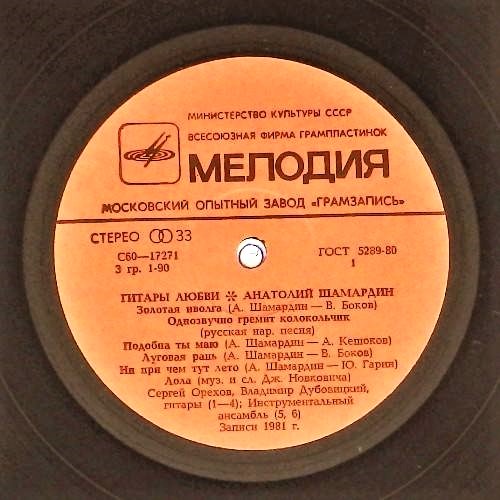 МИНИСТЕРСТВО КУЛЬТУРЫ СССР
ВСЕСОЮЗНАЯ ФИРМА ГРАМПЛАСТИНОК
МЕЛОДИЯ
МОСКОВСКИЙ ОПЫТНЫЙ ЗАВОД «ГРАМЗАПИСЬ»
СТЕРЕО 33
С60—17271
3 гр. 1-90
ГОСТ 5289-80
1
ГИТАРЫ ЛЮБВИ ※ АНАТОЛИЙ ШАМАРДИН
Золотая иволга (А. Шамардин — В. Боков)
Однозвучно гремит колокольчик
(русская нар. песня)
Подобна ты маю (А. Шамардин — А. Кешоков)
Луговая рань (А. Шамардин — В. Боков)
Ни при чем тут лето (А. Шамардин — Ю. Гарин)
Лола (муз. и сл. Дж. Новковича)
Сергей Орехов, Владимир Дубовицкий,
гитары (1—4); Инструментальный
ансамбль (5, 6)
Записи 1981 г.